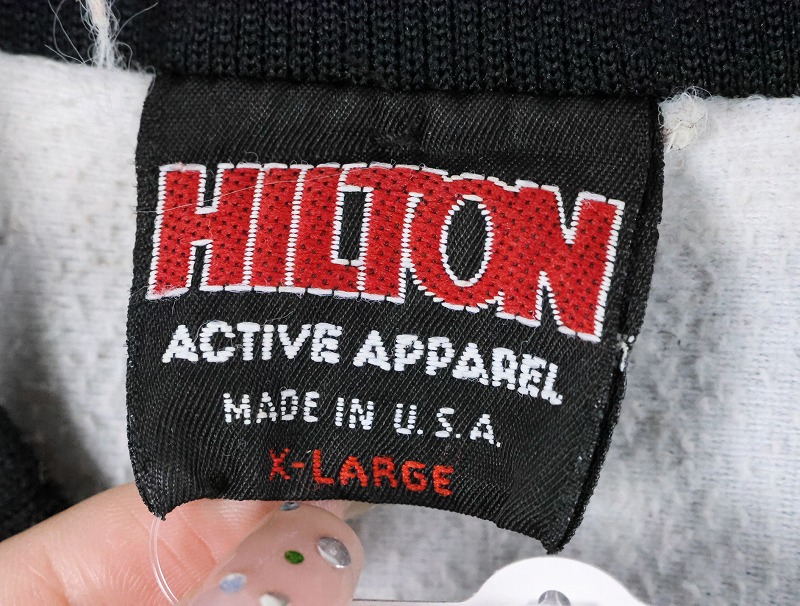 HILTON
ACTIVE APPAREL
MADE IN U.S.A.
X-LARGE